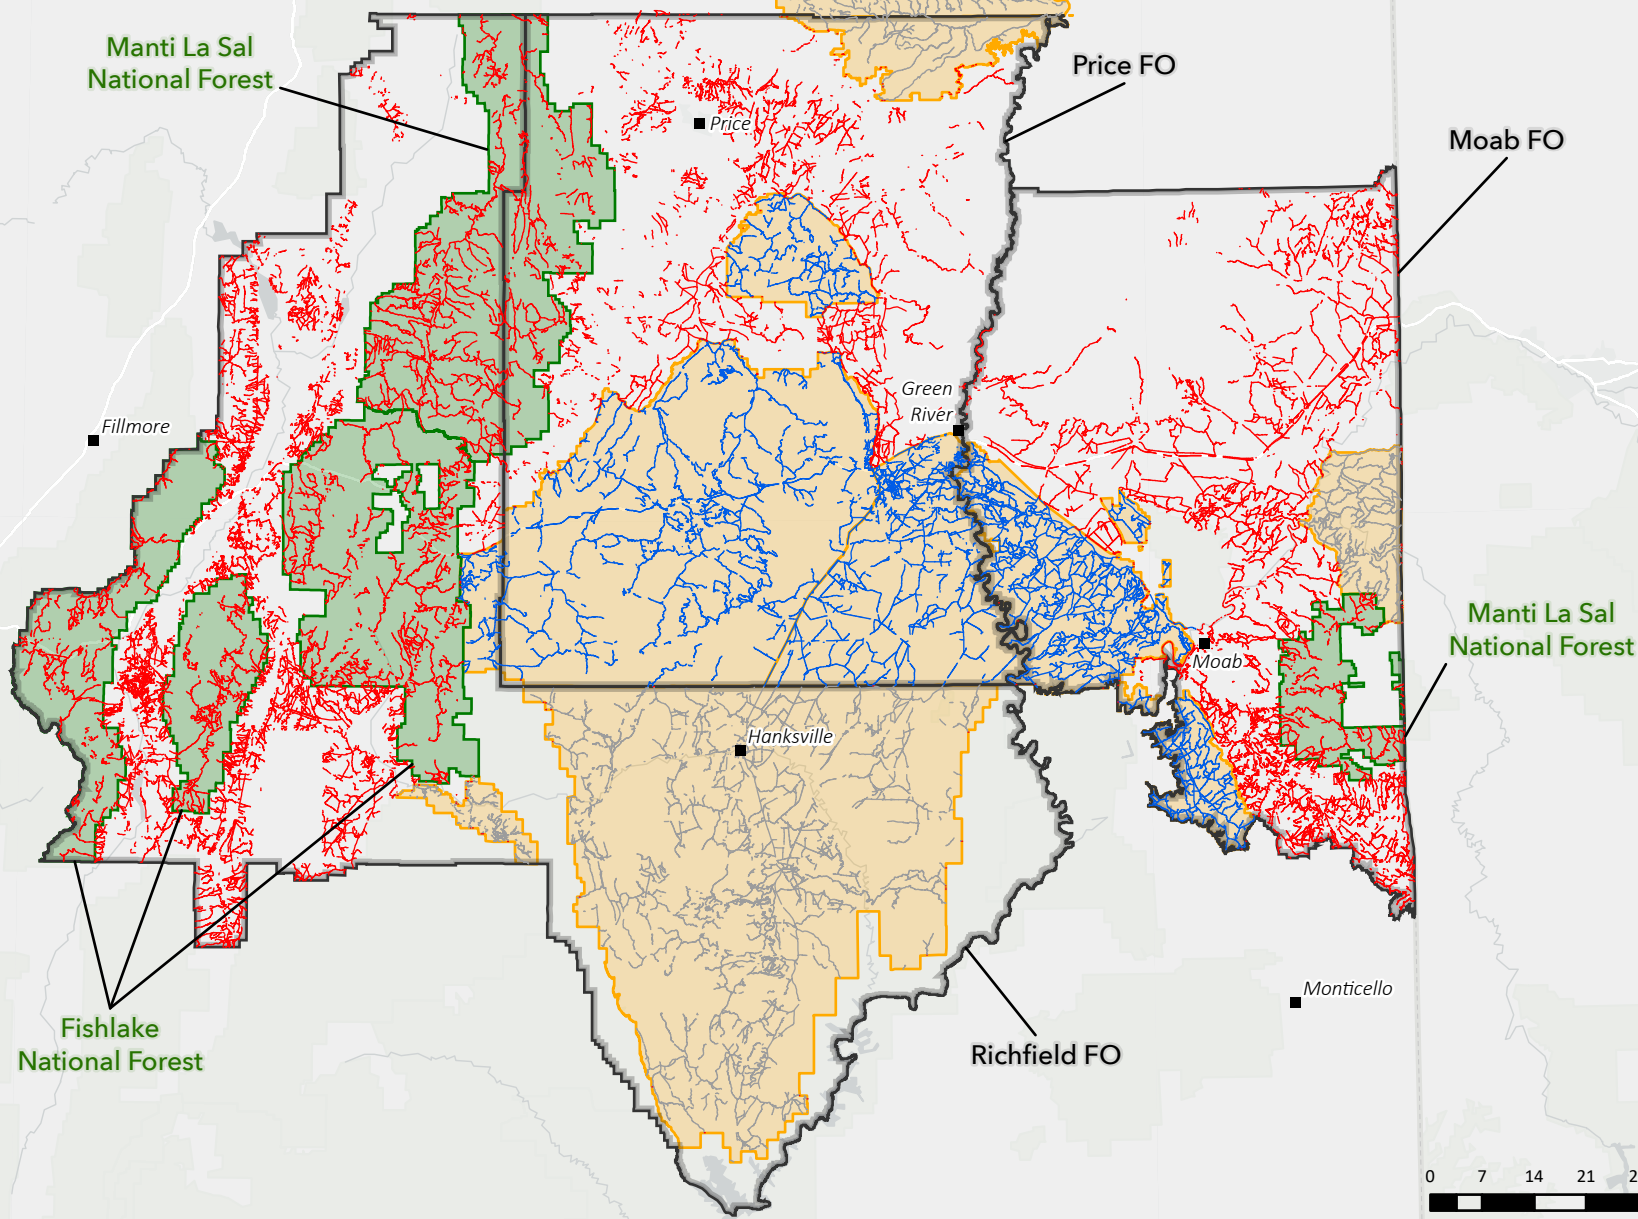 Manti La Sal
National Forest
Price FO
Price
Moab FO
Green
River
Fillmore
Manti La Sal
National Forest
Moab
Hanksville
Monticello
Fishlake
National Forest
Richfield FO
0 7 14 21